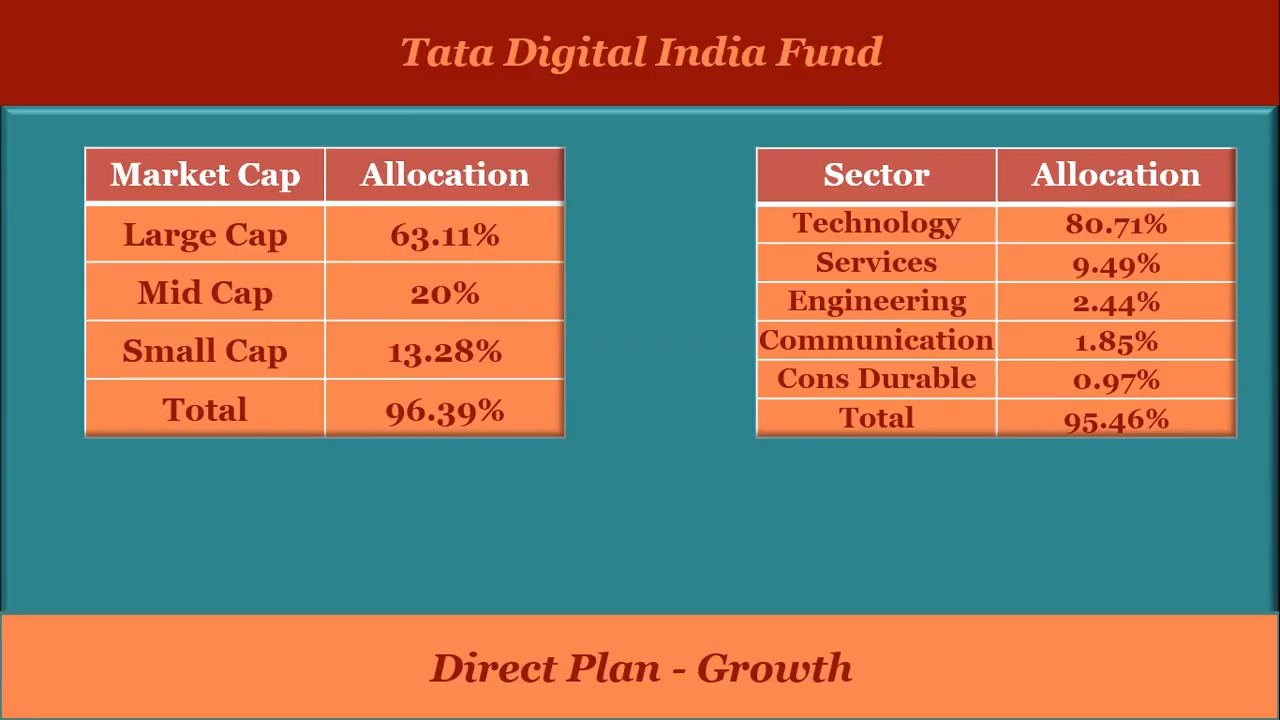 Tata Digital India Fund
Market Cap Allocation
Large Cap 63.11%
Mid Cap 20%
Small Cap 13.28%
Total 96.39%
Sector Allocation
Technology 80.71%
Services 9.49%
Engineering 2.44%
Communication 1.85%
Cons Durable 0.97%
Total 95.46%
Direct Plan - Growth